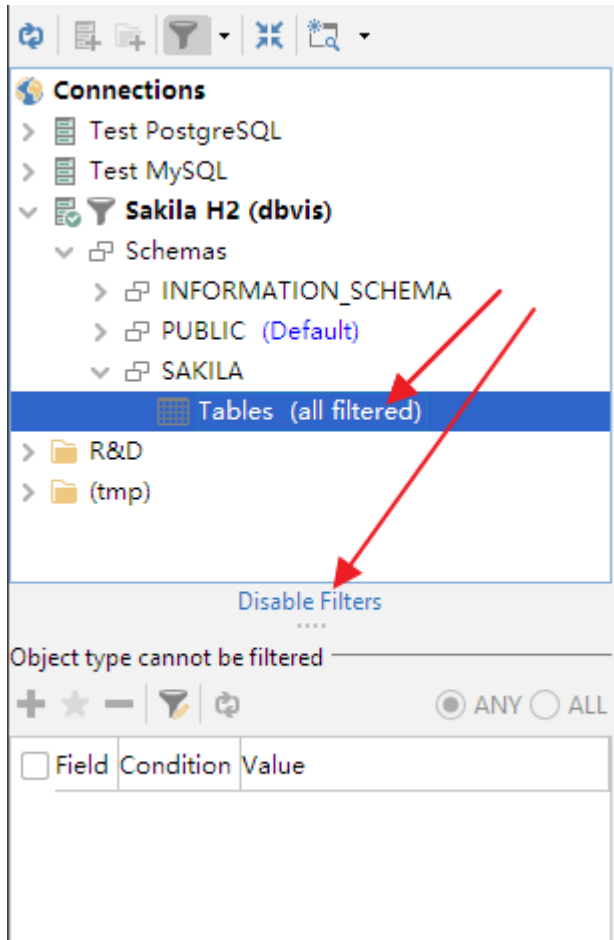 Connections
Test PostgreSQL
Test MySQL
Sakila H2 (dbvis)
Schemas
INFORMATION_SCHEMA
PUBLIC (Default)
SAKILA
Tables (all filtered)
R&D
(tmp)
Disable Filters
Object type cannot be filtered
ANY ALL
Field Condition Value